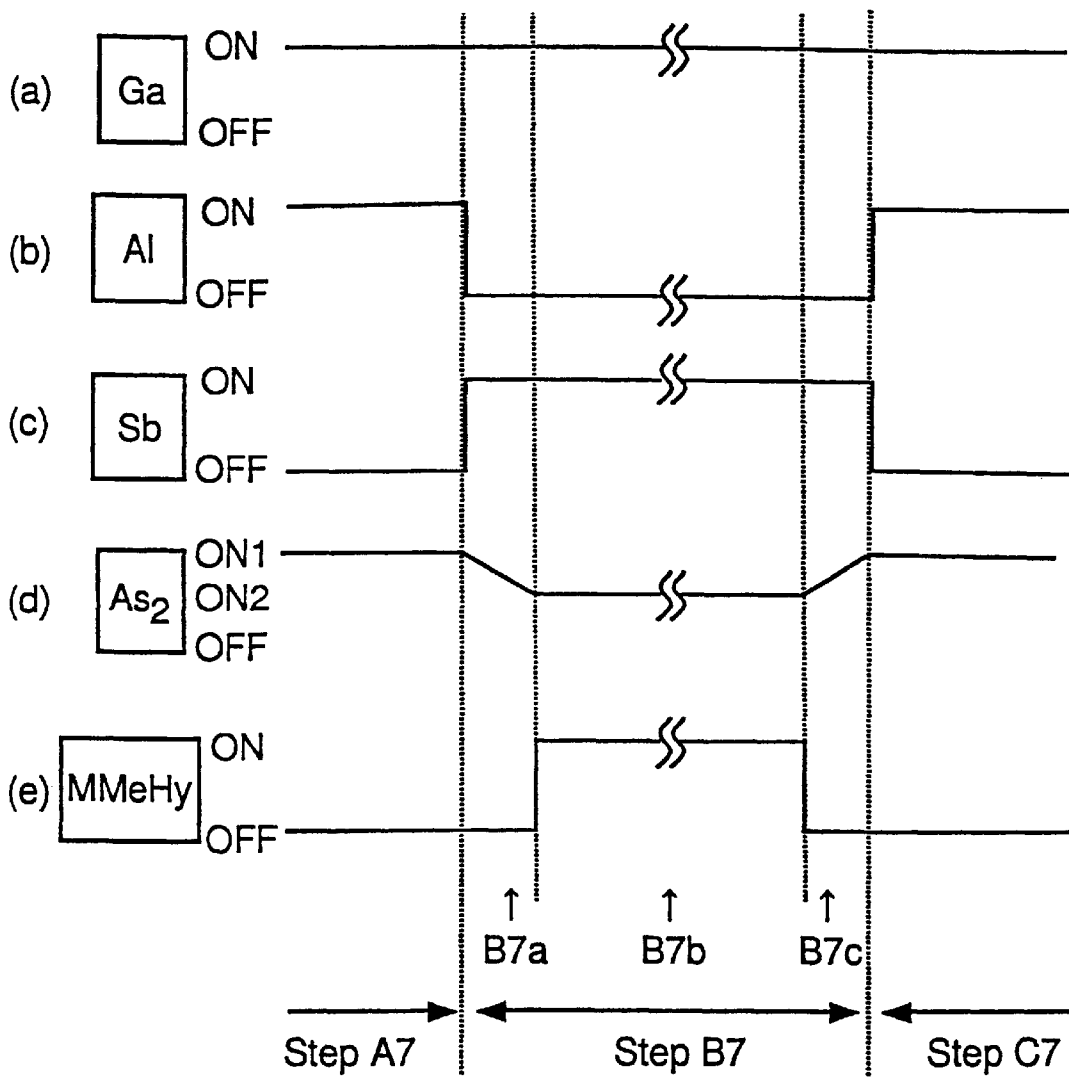 (a) Ga ON
OFF
(b) Al ON
OFF
(c) Sb ON
OFF
(d) As2 ON1
ON2
OFF
(e) MMeHy ON
OFF
↑ ↑ ↑
B7a B7b B7c
Step A7 Step B7 Step C7